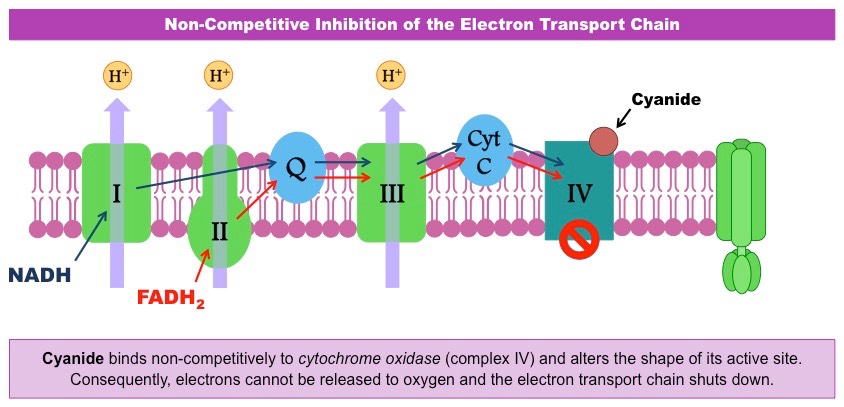 Non-Competitive Inhibition of the Electron Transport Chain
H⁺
H⁺
H⁺
Cyanide
I
II
Q
III
Cyt
C
IV
NADH
FADH₂
Cyanide binds non-competitively to cytochrome oxidase (complex IV) and alters the shape of its active site.
Consequently, electrons cannot be released to oxygen and the electron transport chain shuts down.